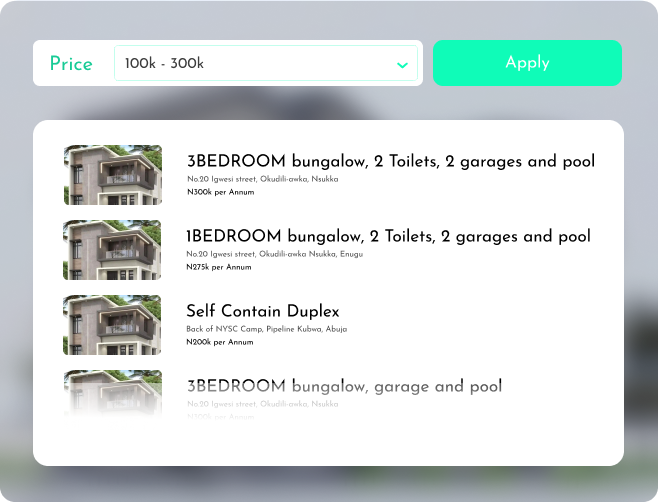 Price
100k - 300k
Apply
3BEDROOM bungalow, 2 Toilets, 2 garages and pool
No.20 Igwesi street, Okudili-awka, Nsukka
N300k per Annum
1BEDROOM bungalow, 2 Toilets, 2 garages and pool
No.20 Igwesi street, Okudili-awka Nsukka, Enugu
N275k per Annum
Self Contain Duplex
Back of NYSC Camp, Pipeline Kubwa, Abuja
N200k per Annum
3BEDROOM bungalow, garage and pool
No.20 Igwesi street, Okudili-awka, Nsukka
N300k per Annum